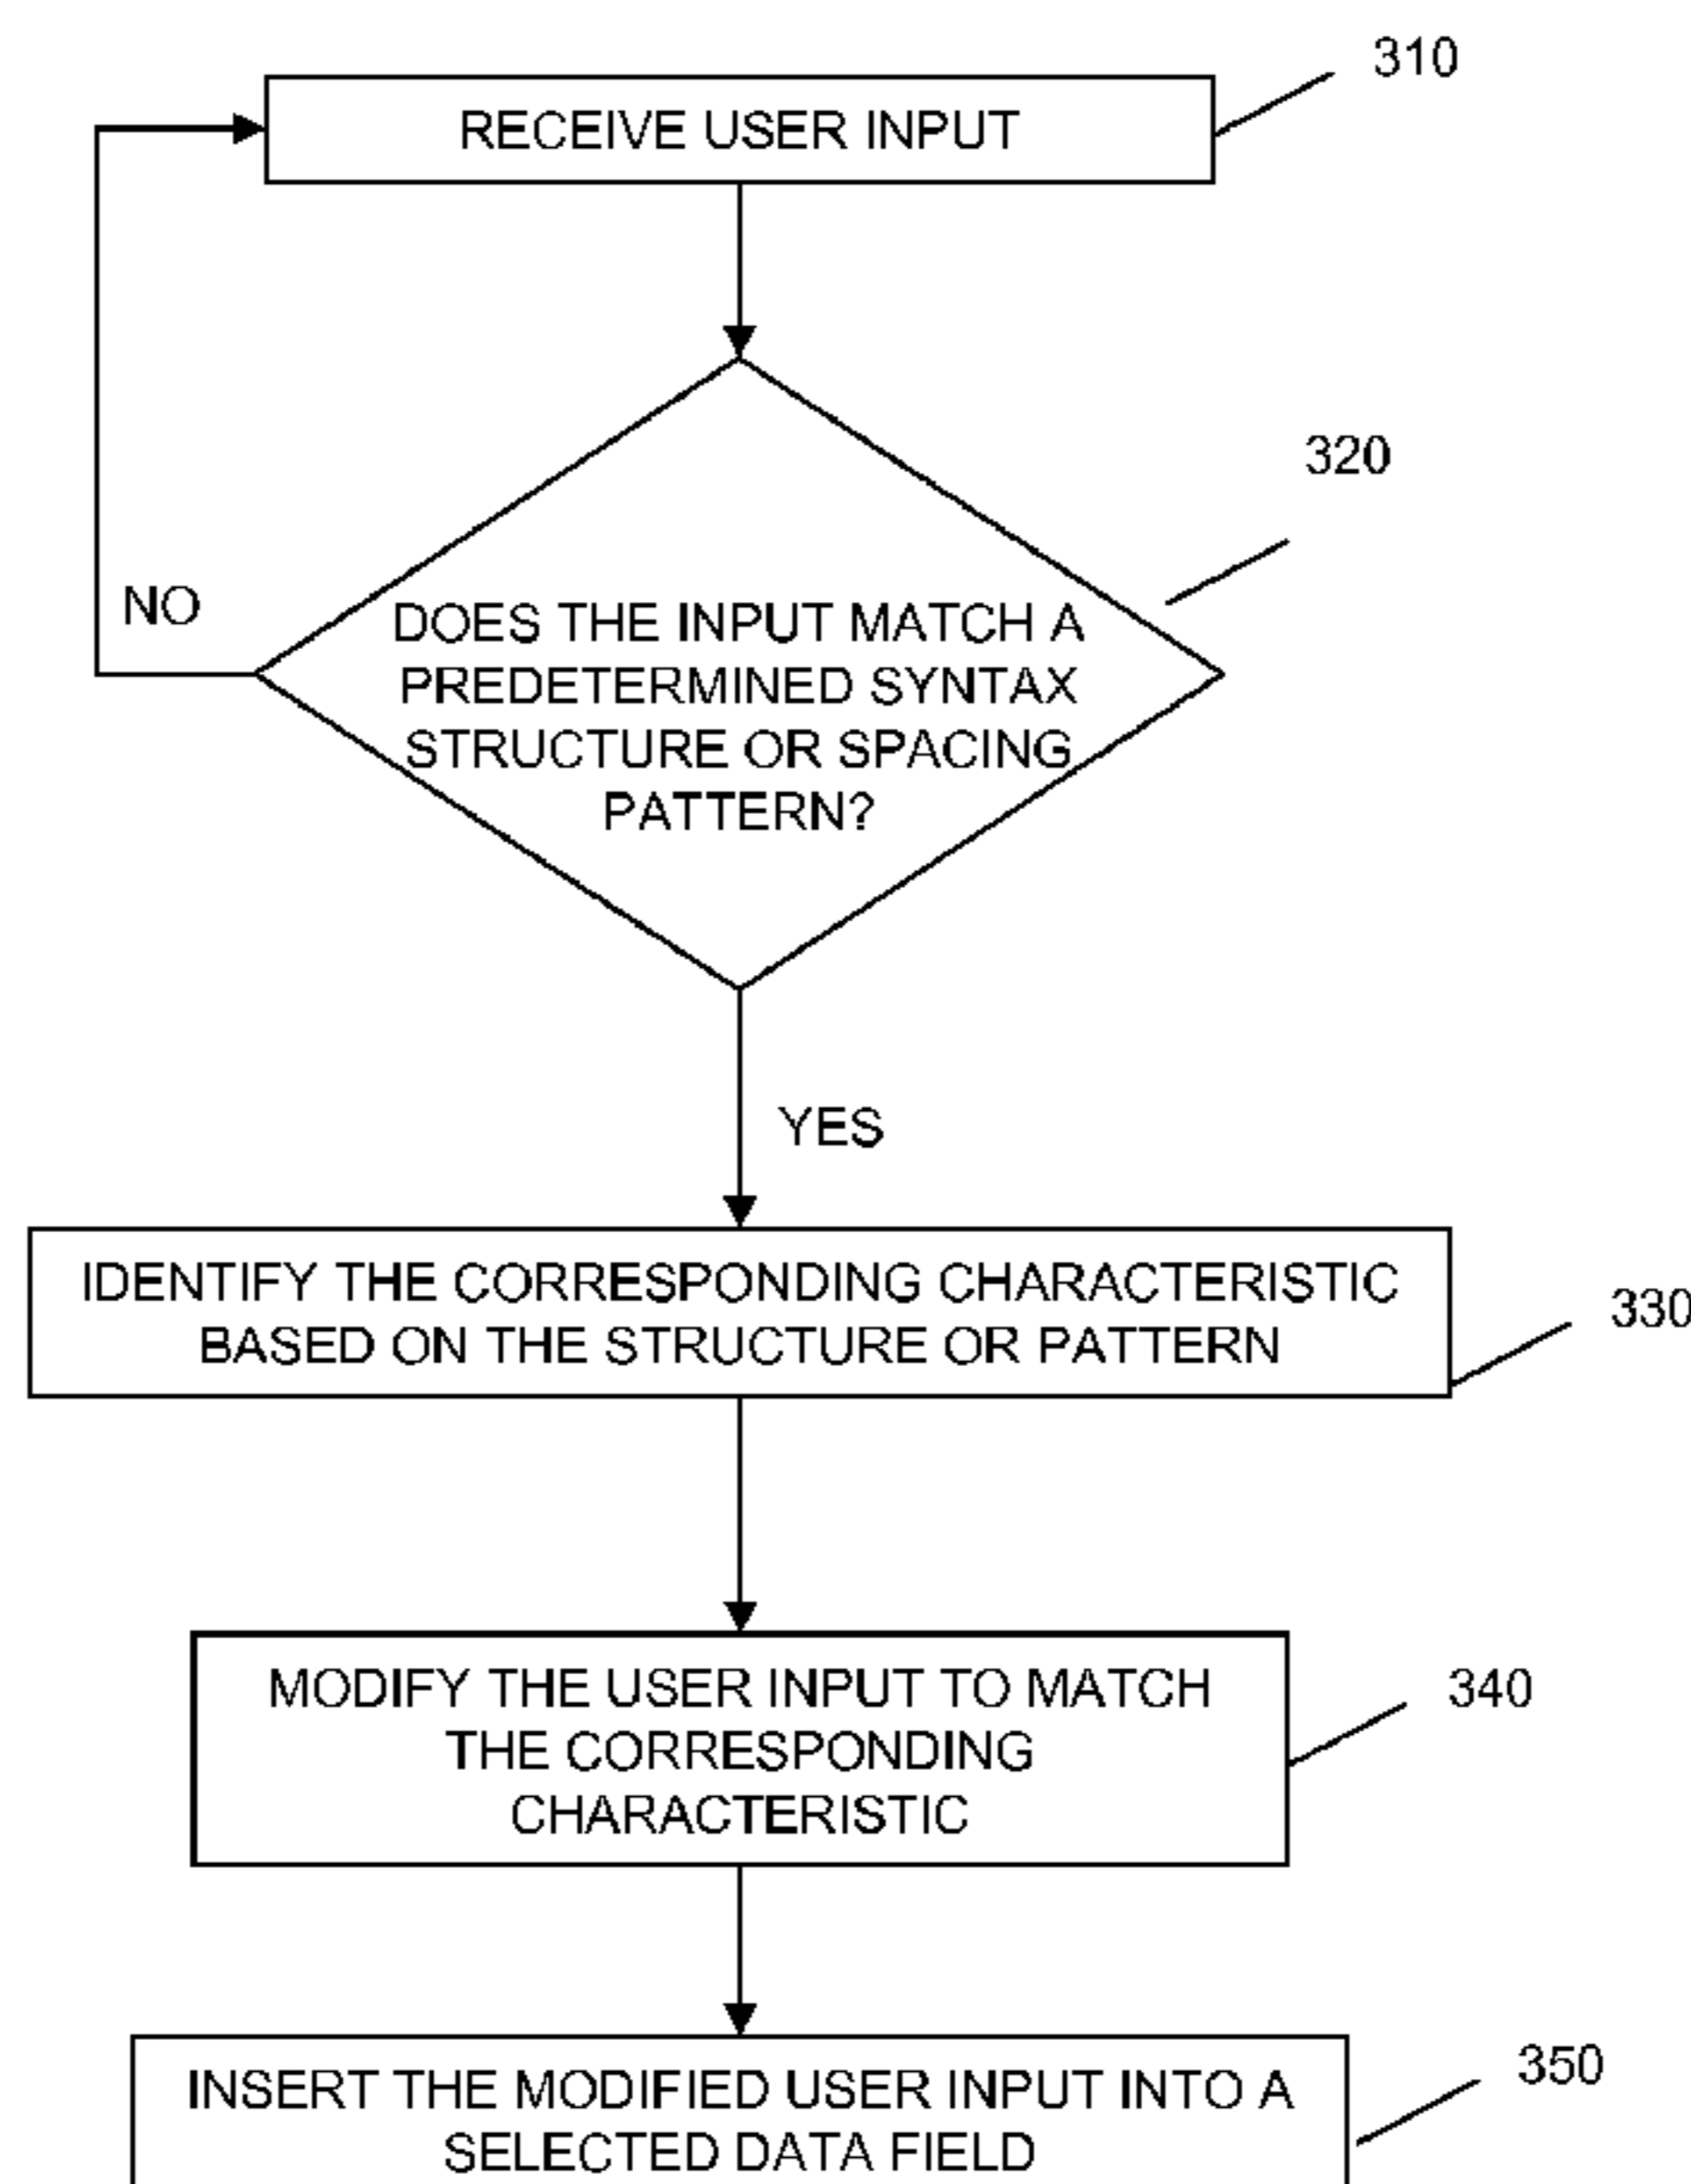 310
RECEIVE USER INPUT
320
NO
DOES THE INPUT MATCH A
PREDETERMINED SYNTAX
STRUCTURE OR SPACING
PATTERN?
YES
IDENTIFY THE CORRESPONDING CHARACTERISTIC
BASED ON THE STRUCTURE OR PATTERN
330
MODIFY THE USER INPUT TO MATCH
THE CORRESPONDING
CHARACTERISTIC
340
INSERT THE MODIFIED USER INPUT INTO A
SELECTED DATA FIELD
350